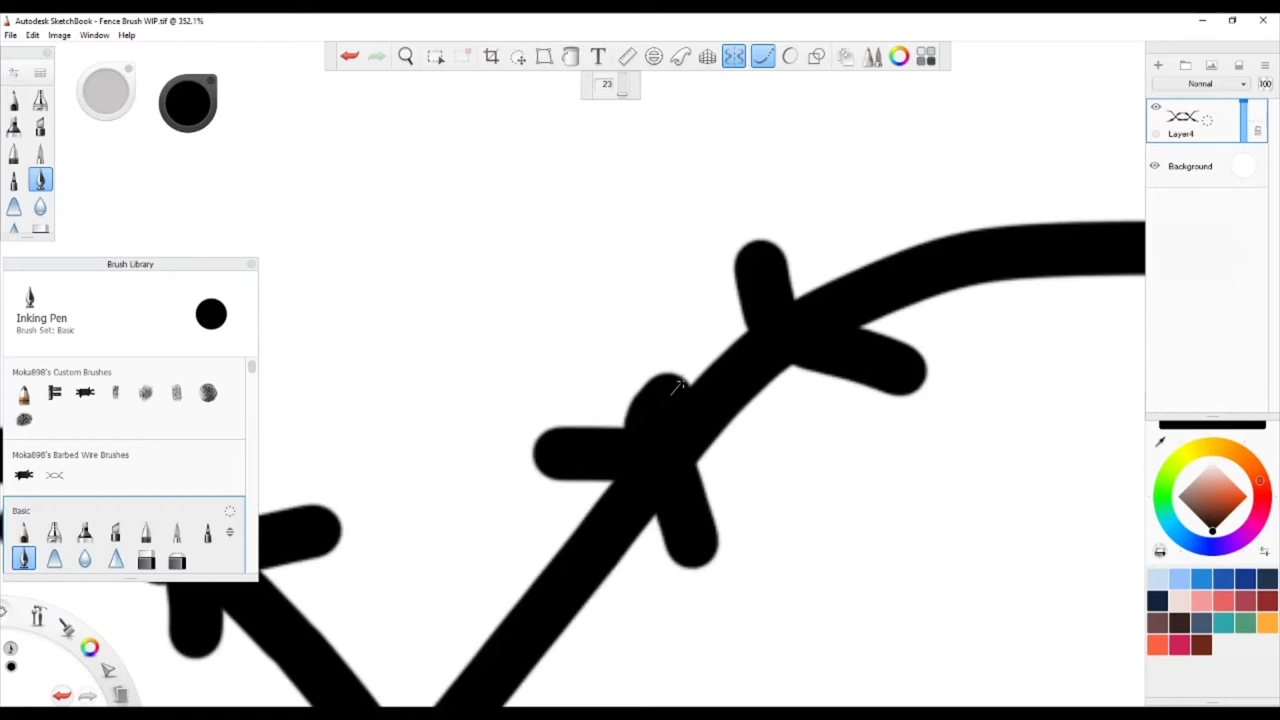 Autodesk SketchBook - Fence Brush WIP.tif @ 352.1%
File Edit Image Window Help
23
Normal
100
Layer4
Background
Brush Library
Inking Pen
Brush Set: Basic
Moka898's Custom Brushes
Moka898's Barbed Wire Brushes
Basic